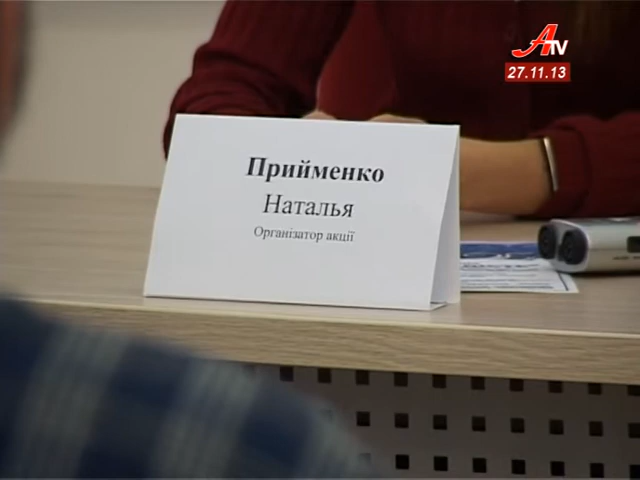 ATV
27.11.13
Прийменко
Наталья
Організатор акції